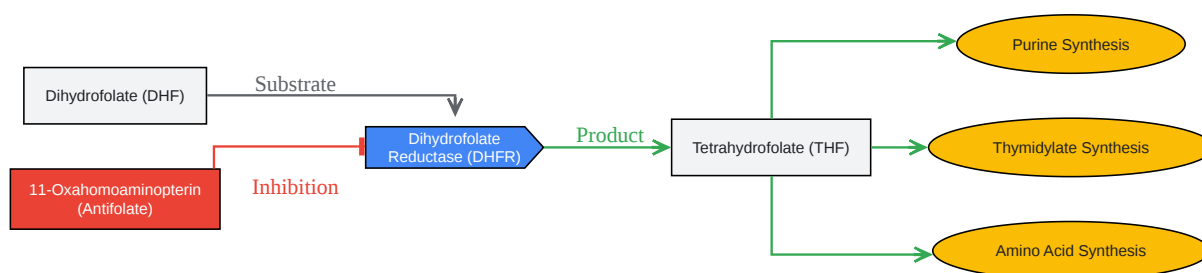 Purine Synthesis
Substrate
Dihydrofolate (DHF)
Dihydrofolate
Reductase (DHFR)
Product
Tetrahydrofolate (THF)
Thymidylate Synthesis
11-Oxahomoaminopterin
(Antifolate)
Inhibition
Amino Acid Synthesis